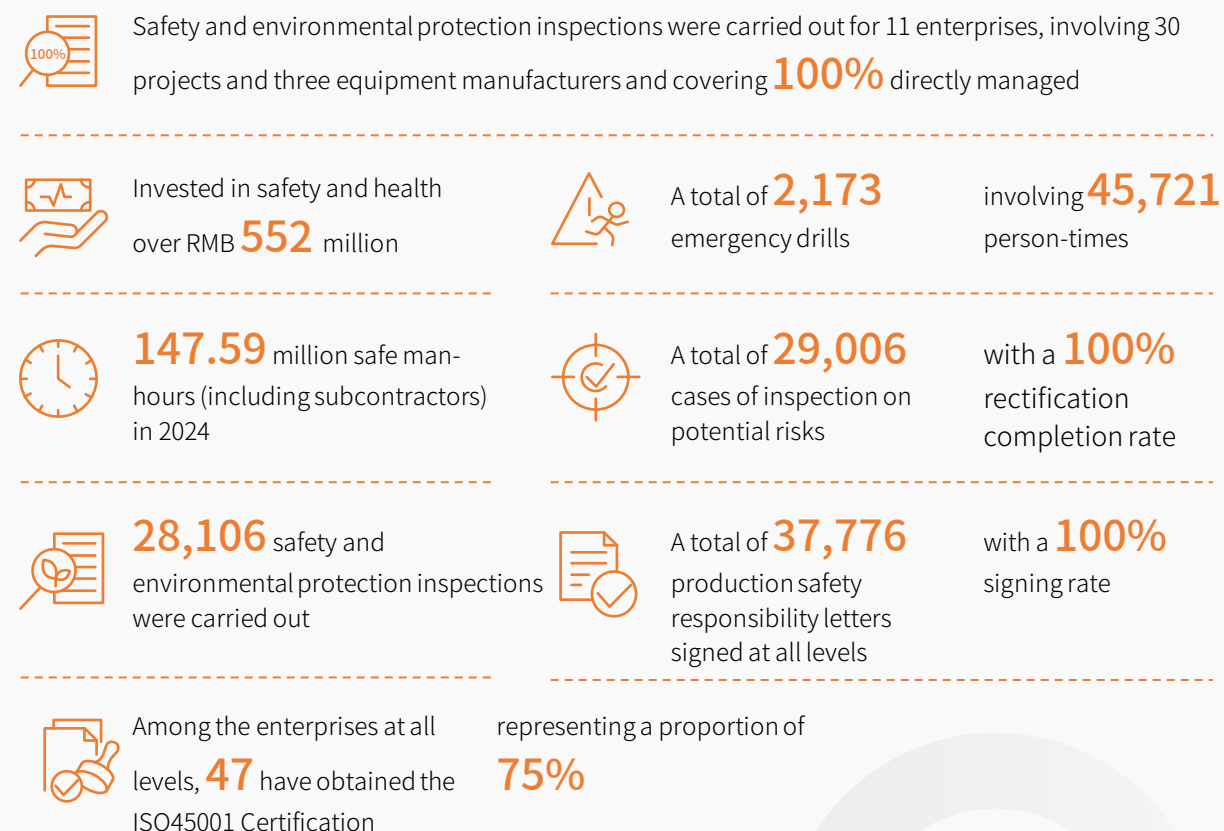 100%
Safety and environmental protection inspections were carried out for 11 enterprises, involving 30
projects and three equipment manufacturers and covering 100% directly managed
Invested in safety and health
over RMB 552 million
A total of 2,173
emergency drills
involving 45,721
person-times
147.59 million safe man-
hours (including subcontractors)
in 2024
A total of 29,006
cases of inspection on
potential risks
with a 100%
rectification
completion rate
28,106 safety and
environmental protection inspections
were carried out
A total of 37,776
production safety
responsibility letters
signed at all levels
with a 100%
signing rate
Among the enterprises at all
levels, 47 have obtained the
ISO45001 Certification
representing a proportion of
75%